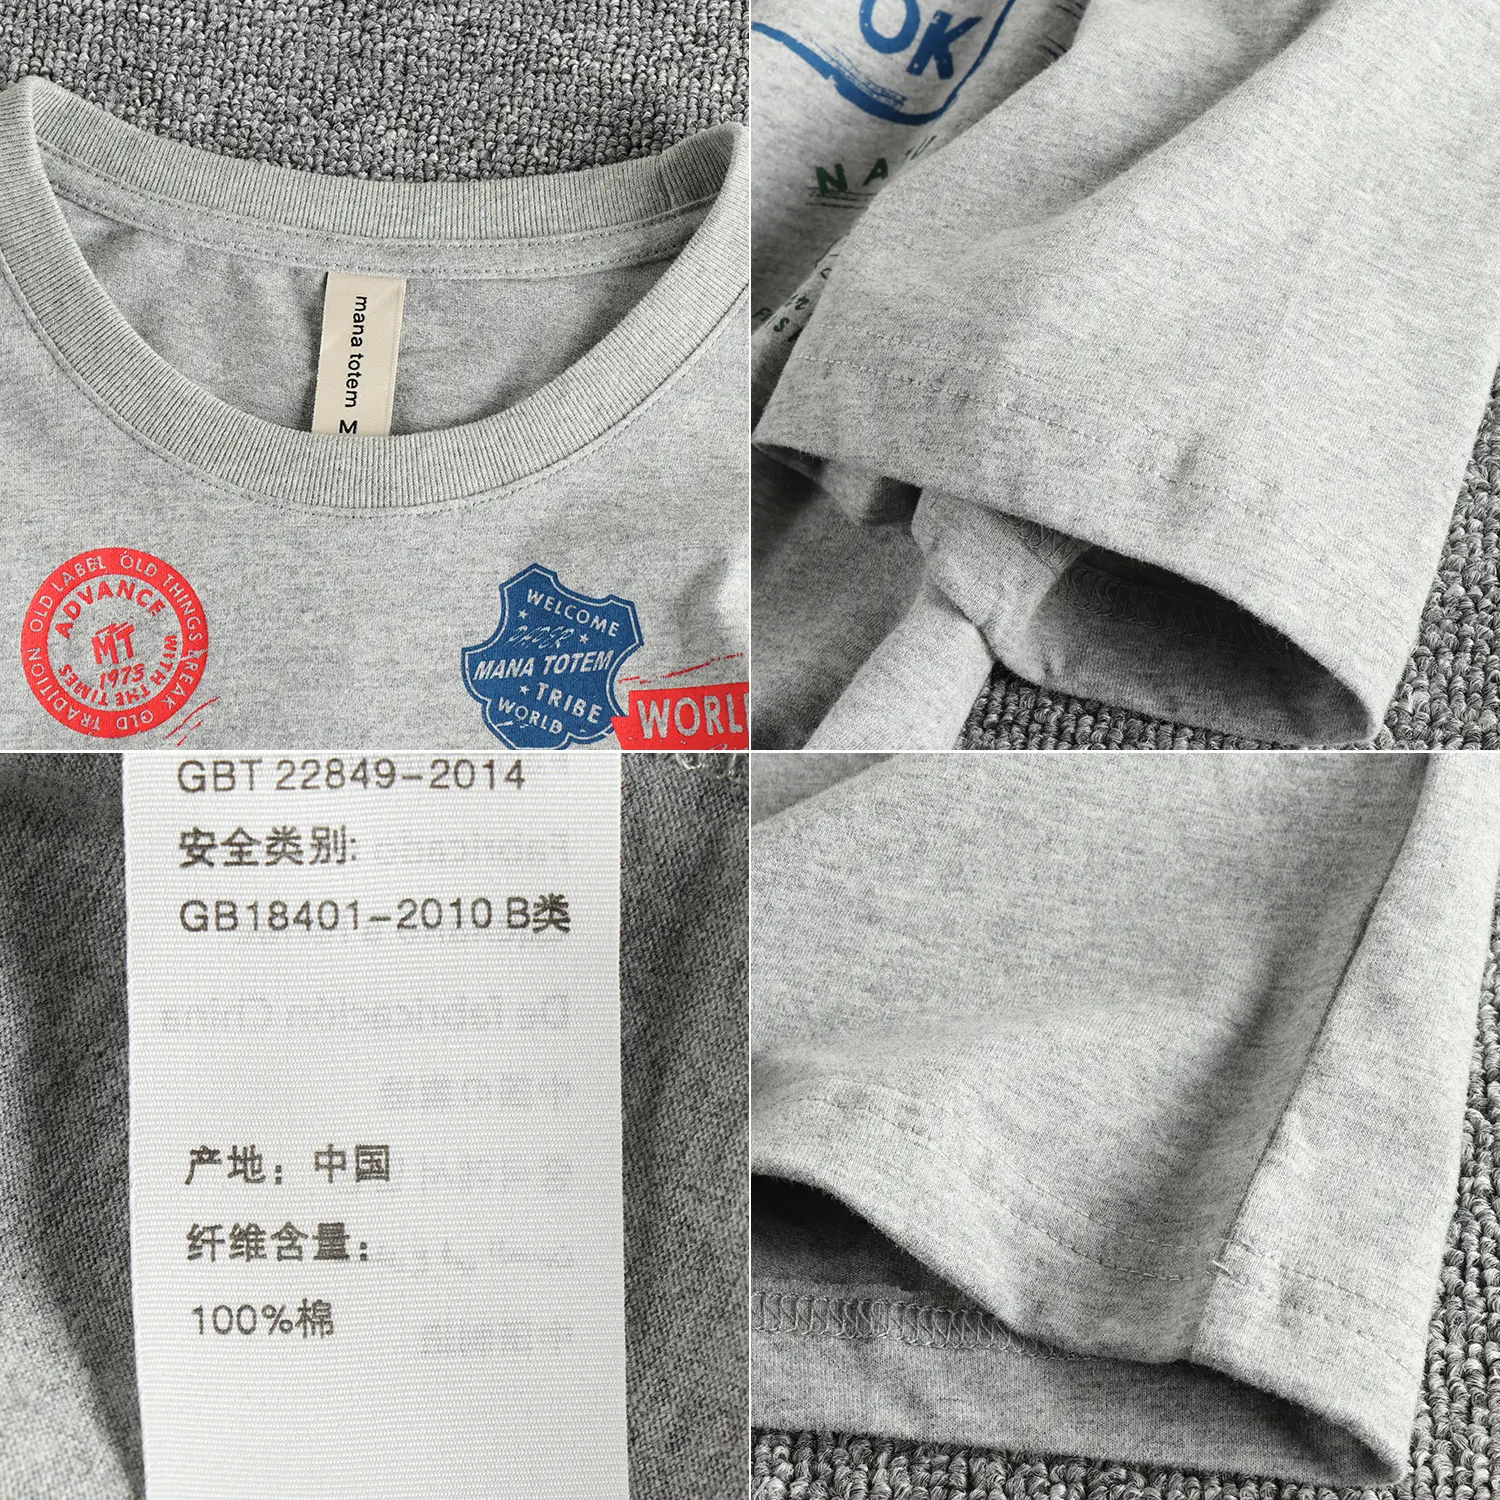 mana totem M
OLD LABEL OLD THINGS BREAK OLD TRADITION
ADVANCE
WITH THE TIMES
MT
1975
WELCOME
MANA TOTEM
TRIBE
WORLD
WORL
OK
NA
GBT 22849-2014
安全类别:
GB18401-2010 B类
产地：中国
纤维含量：
100%棉